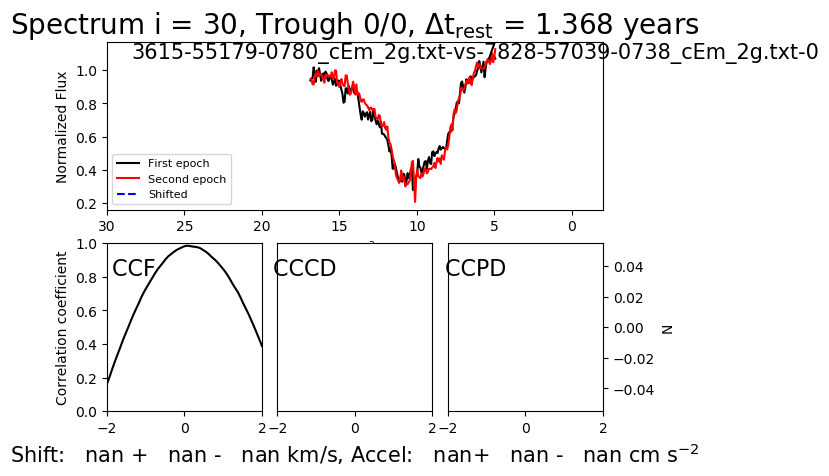 Spectrum i = 30, Trough 0/0, Δt_rest = 1.368 years
3615-55179-0780_cEm_2g.txt-vs-7828-57039-0738_cEm_2g.txt-0
Normalized Flux
1.0
0.8
0.6
0.4
0.2
First epoch
Second epoch
Shifted
30 25 20 15 10 5 0
Correlation coefficient
1.0
0.8
0.6
0.4
0.2
0.0
CCF
CCCD
CCPD
0.04
0.02
0.00
−0.02
−0.04
N
−2 0 2
−2 0 2
−2 0 2
Shift: nan + nan - nan km/s, Accel: nan+ nan - nan cm s⁻²